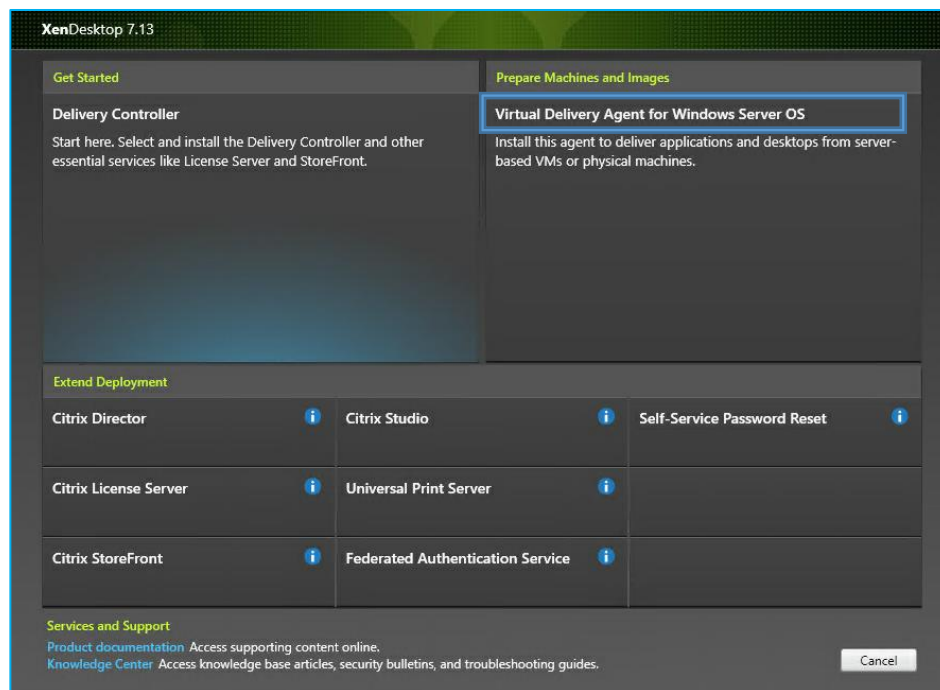 XenDesktop 7.13
Get Started
Delivery Controller
Start here. Select and install the Delivery Controller and other
essential services like License Server and StoreFront.
Prepare Machines and Images
Virtual Delivery Agent for Windows Server OS
Install this agent to deliver applications and desktops from server-
based VMs or physical machines.
Extend Deployment
Citrix Director
Citrix Studio
Self-Service Password Reset
Citrix License Server
Universal Print Server
Citrix StoreFront
Federated Authentication Service
Services and Support
Product documentation Access supporting content online.
Knowledge Center Access knowledge base articles, security bulletins, and troubleshooting guides.
Cancel